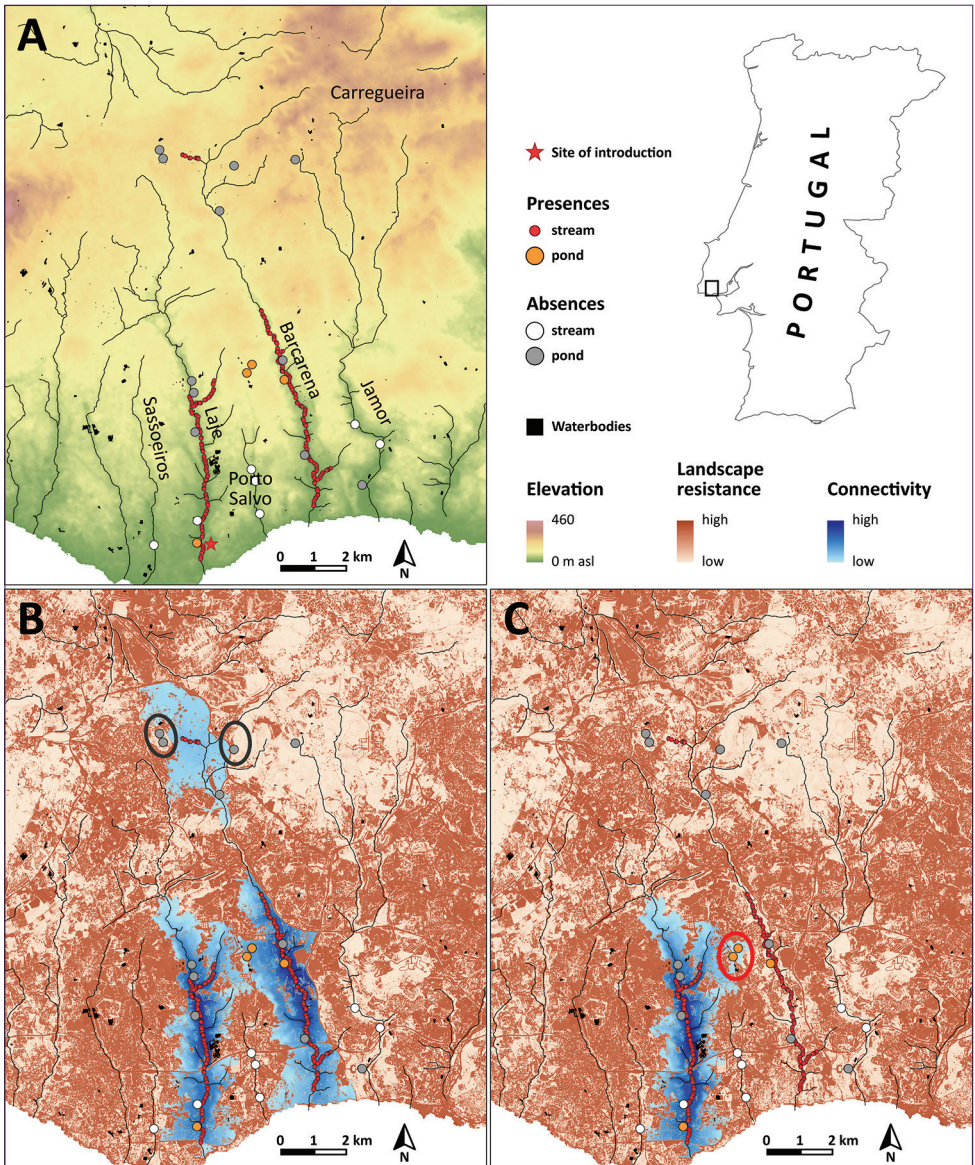 A
Carregueira
Barcarena
Jamor
Laje
Sassoeiros
Porto
Salvo
0 1 2 km
N
Site of introduction
Presences
stream
pond
Absences
stream
pond
Waterbodies
Elevation
460
0 m asl
Landscape
resistance
high
low
Connectivity
high
low
PORTUGAL
B
0 1 2 km
N
C
0 1 2 km
N